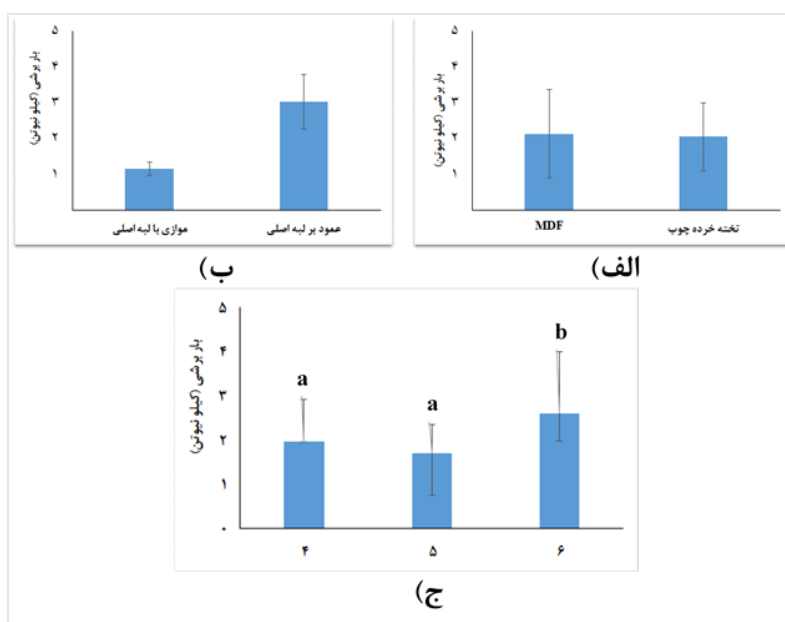 بار برشی (کیلو نیوتن)
۵
۴
۳
۲
۱
MDF
تخته خرده چوب
الف)
بار برشی (کیلو نیوتن)
۵
۴
۳
۲
۱
موازی با لبه اصلی
عمود بر لبه اصلی
ب)
بار برشی (کیلو نیوتن)
۵
۴
۳
۲
۱
۰
a
a
b
۴
۵
۶
ج)